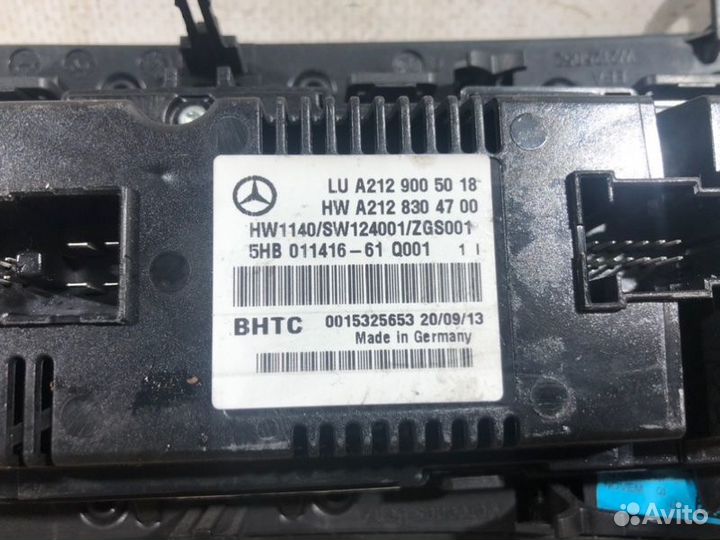 LU A212 900 50 18
HW A212 830 47 00
HW1140/SW124001/ZGS001
5HB 011416-61 Q001 1 I
BHTC 0015325653 20/09/13
Made in Germany
Avito